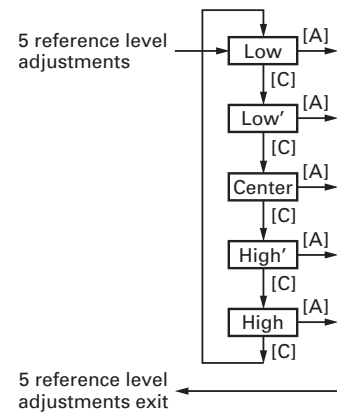 5 reference level
adjustments
Low [A]
[C]
Low’ [A]
[C]
Center [A]
[C]
High’ [A]
[C]
High [A]
[C]
5 reference level
adjustments exit